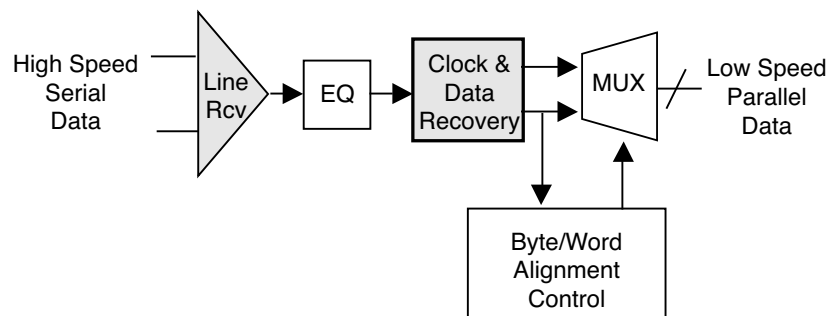 High Speed
Serial
Data
Line
Rcv
EQ
Clock &
Data
Recovery
MUX
Low Speed
Parallel
Data
Byte/Word
Alignment
Control